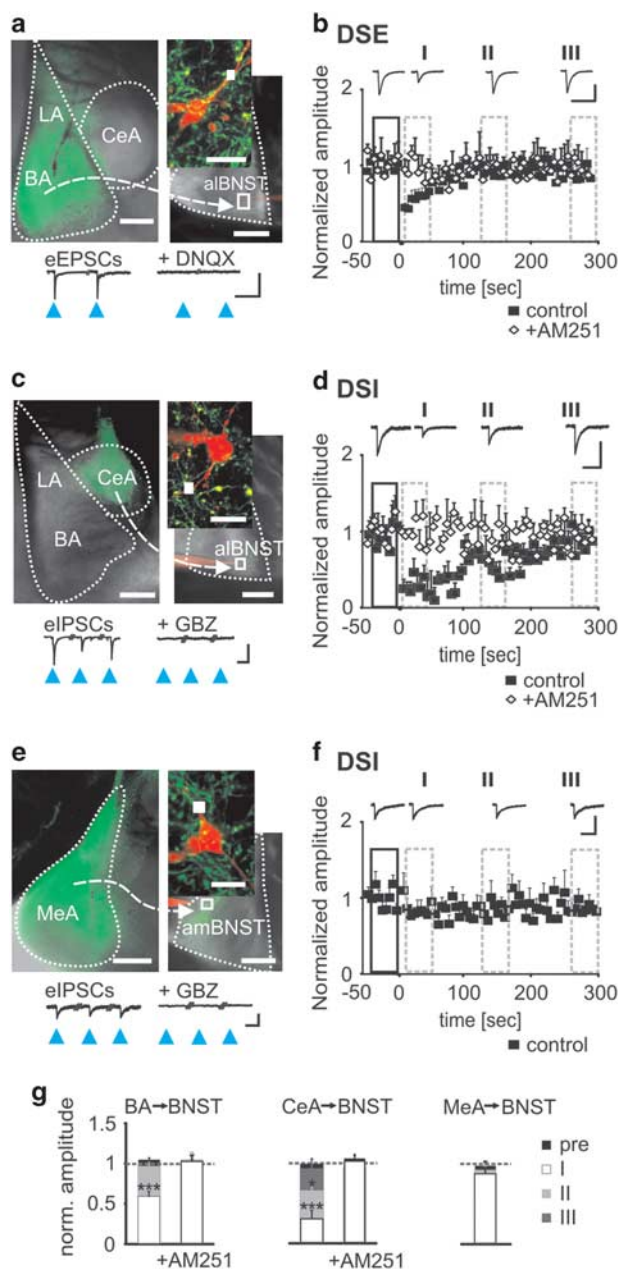 a
LA
CeA
BA
alBNST
eEPSCs + DNQX
b DSE
I II III
Normalized amplitude
2
1
0
-50 0 100 200 300
time [sec]
control
+AM251
c
LA
CeA
BA
alBNST
eIPSCs + GBZ
d DSI
I II III
Normalized amplitude
2
1
0
-50 0 100 200 300
time [sec]
control
+AM251
e
MeA
amBNST
eIPSCs + GBZ
f DSI
I II III
Normalized amplitude
2
1
0
-50 0 100 200 300
time [sec]
control
g
BA→BNST CeA→BNST MeA→BNST
norm. amplitude
1.5
1
0.5
0
***
*
***
+AM251 +AM251
pre
I
II
III